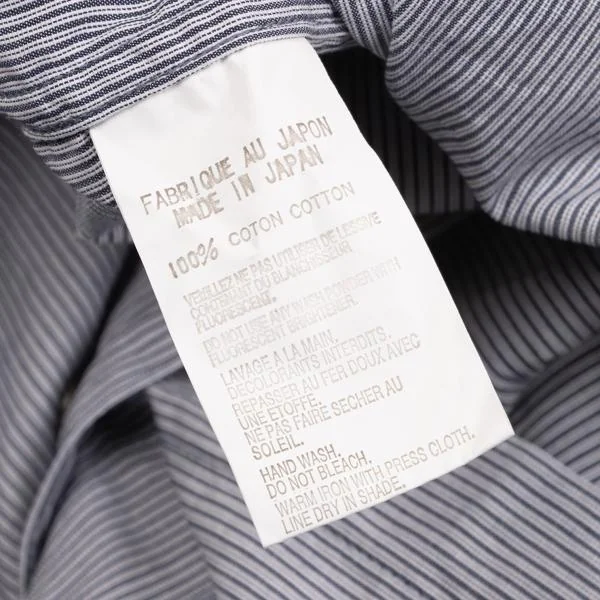 FABRIQUE AU JAPON
MADE IN JAPAN
100% COTON COTTON
VEUILLEZ NE PAS UTILISER DE LESSIVE
CONTENANT DU BLANCHISSEUR
FLUORESCENT.
DO NOT USE ANY WASH POWDER WITH
FLUORESCENT BRIGHTENER.
LAVAGE A LA MAIN.
DECOLORANTS INTERDITS.
REPASSER AU FER DOUX AVEC
UNE ETOFFE.
NE PAS FAIRE SECHER AU
SOLEIL.
HAND WASH.
DO NOT BLEACH.
WARM IRON WITH PRESS CLOTH.
LINE DRY IN SHADE.